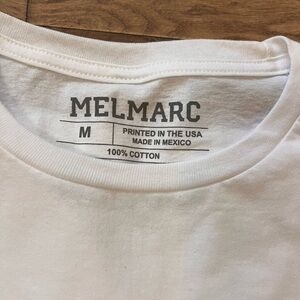 MELMARC
M
PRINTED IN THE USA
MADE IN MEXICO
100% COTTON